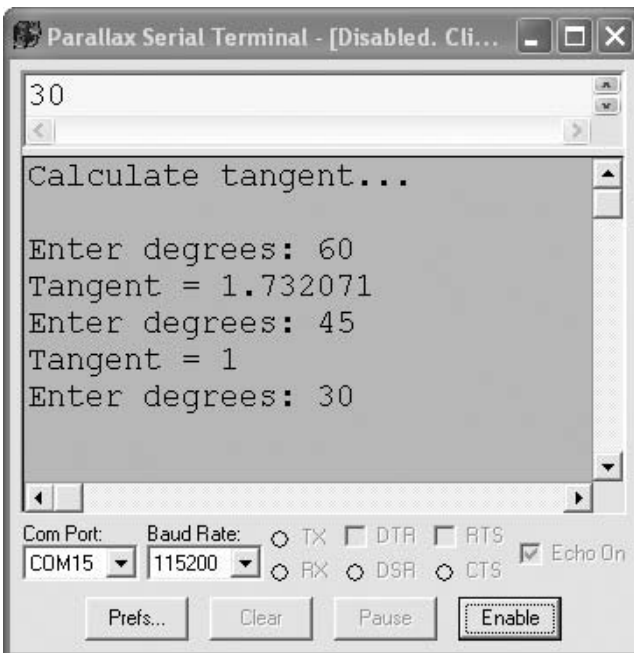 Parallax Serial Terminal - [Disabled. Cli...
30
Calculate tangent...
Enter degrees: 60
Tangent = 1.732071
Enter degrees: 45
Tangent = 1
Enter degrees: 30
Com Port: Baud Rate: TX DTR RTS
COM15 115200 RX DSR CTS Echo On
Prefs... Clear Pause Enable